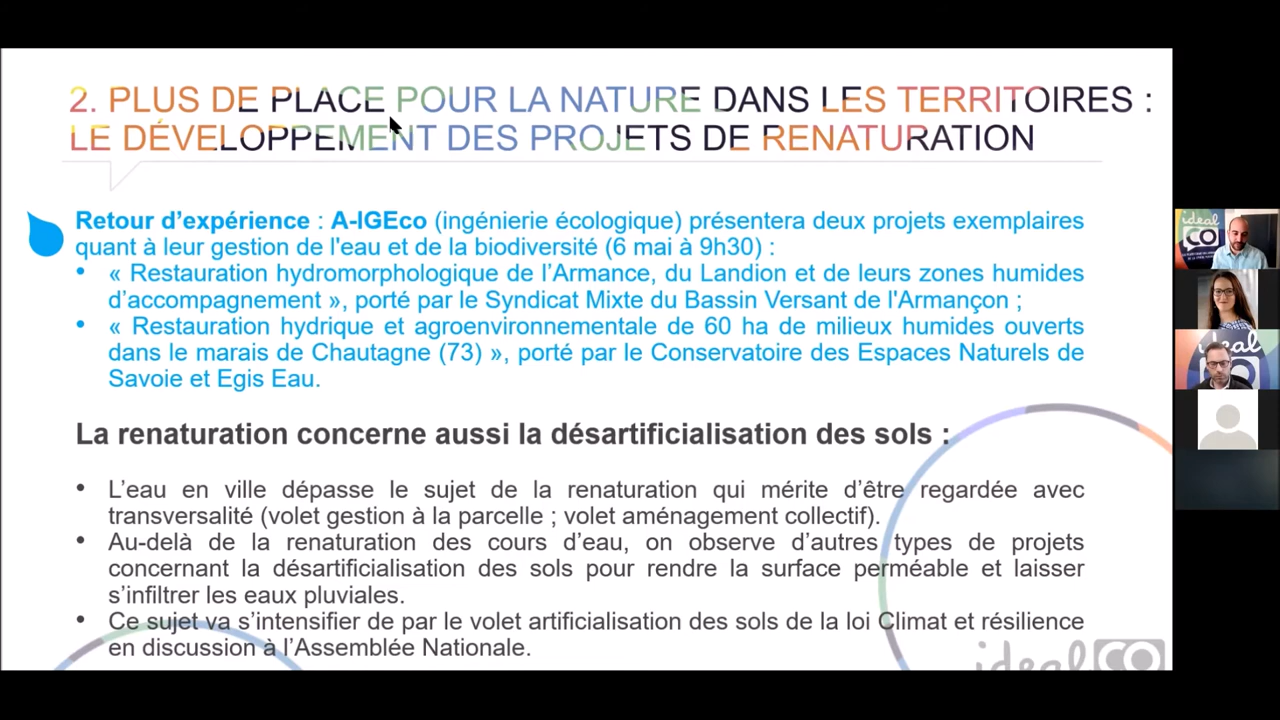 2. PLUS DE PLACE POUR LA NATURE DANS LES TERRITOIRES :
LE DÉVELOPPEMENT DES PROJETS DE RENATURATION
Retour d’expérience : A-IGEco (ingénierie écologique) présentera deux projets exemplaires
quant à leur gestion de l'eau et de la biodiversité (6 mai à 9h30) :
• « Restauration hydromorphologique de l’Armance, du Landion et de leurs zones humides
d’accompagnement », porté par le Syndicat Mixte du Bassin Versant de l'Armançon ;
• « Restauration hydrique et agroenvironnementale de 60 ha de milieux humides ouverts
dans le marais de Chautagne (73) », porté par le Conservatoire des Espaces Naturels de
Savoie et Egis Eau.
La renaturation concerne aussi la désartificialisation des sols :
• L’eau en ville dépasse le sujet de la renaturation qui mérite d’être regardée avec
transversalité (volet gestion à la parcelle ; volet aménagement collectif).
• Au-delà de la renaturation des cours d’eau, on observe d’autres types de projets
concernant la désartificialisation des sols pour rendre la surface perméable et laisser
s’infiltrer les eaux pluviales.
• Ce sujet va s’intensifier de par le volet artificialisation des sols de la loi Climat et résilience
en discussion à l’Assemblée Nationale.
ideal CO
ideal
CO
ideal